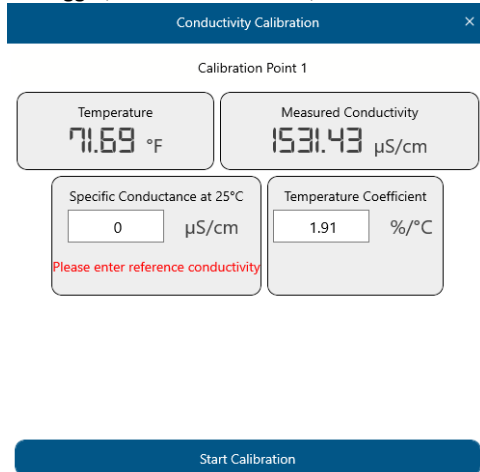 Conductivity Calibration ×
Calibration Point 1
Temperature
71.69 °F
Measured Conductivity
1531.43 µS/cm
Specific Conductance at 25°C
0 µS/cm
Please enter reference conductivity
Temperature Coefficient
1.91 %/°C
Start Calibration